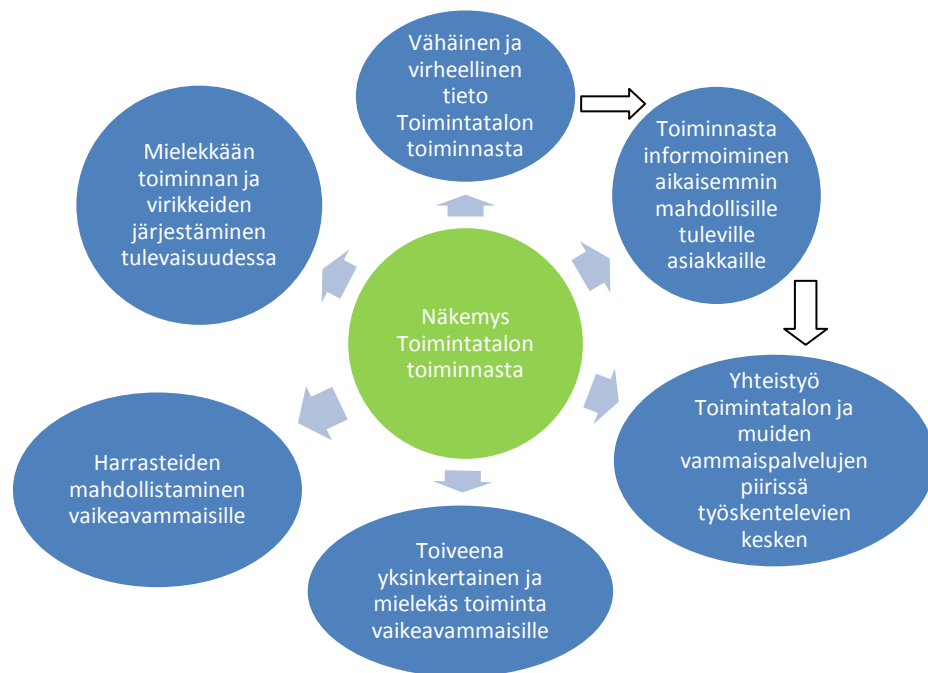 Vähäinen ja
virheellinen
tieto
Toimintatalon
toiminnasta
Toiminnasta
informoiminen
aikaisemmin
mahdollisille
tuleville
asiakkaille
Mielekkään
toiminnan ja
virikkeiden
järjestäminen
tulevaisuudessa
Näkemys
Toimintatalon
toiminnasta
Yhteistyö
Toimintatalon ja
muiden
vammaispalvelujen
piirissä
työskentelevien
kesken
Harrasteiden
mahdollistaminen
vaikeavammaisille
Toiveena
yksinkertainen ja
mielekäs toiminta
vaikeavammaisille